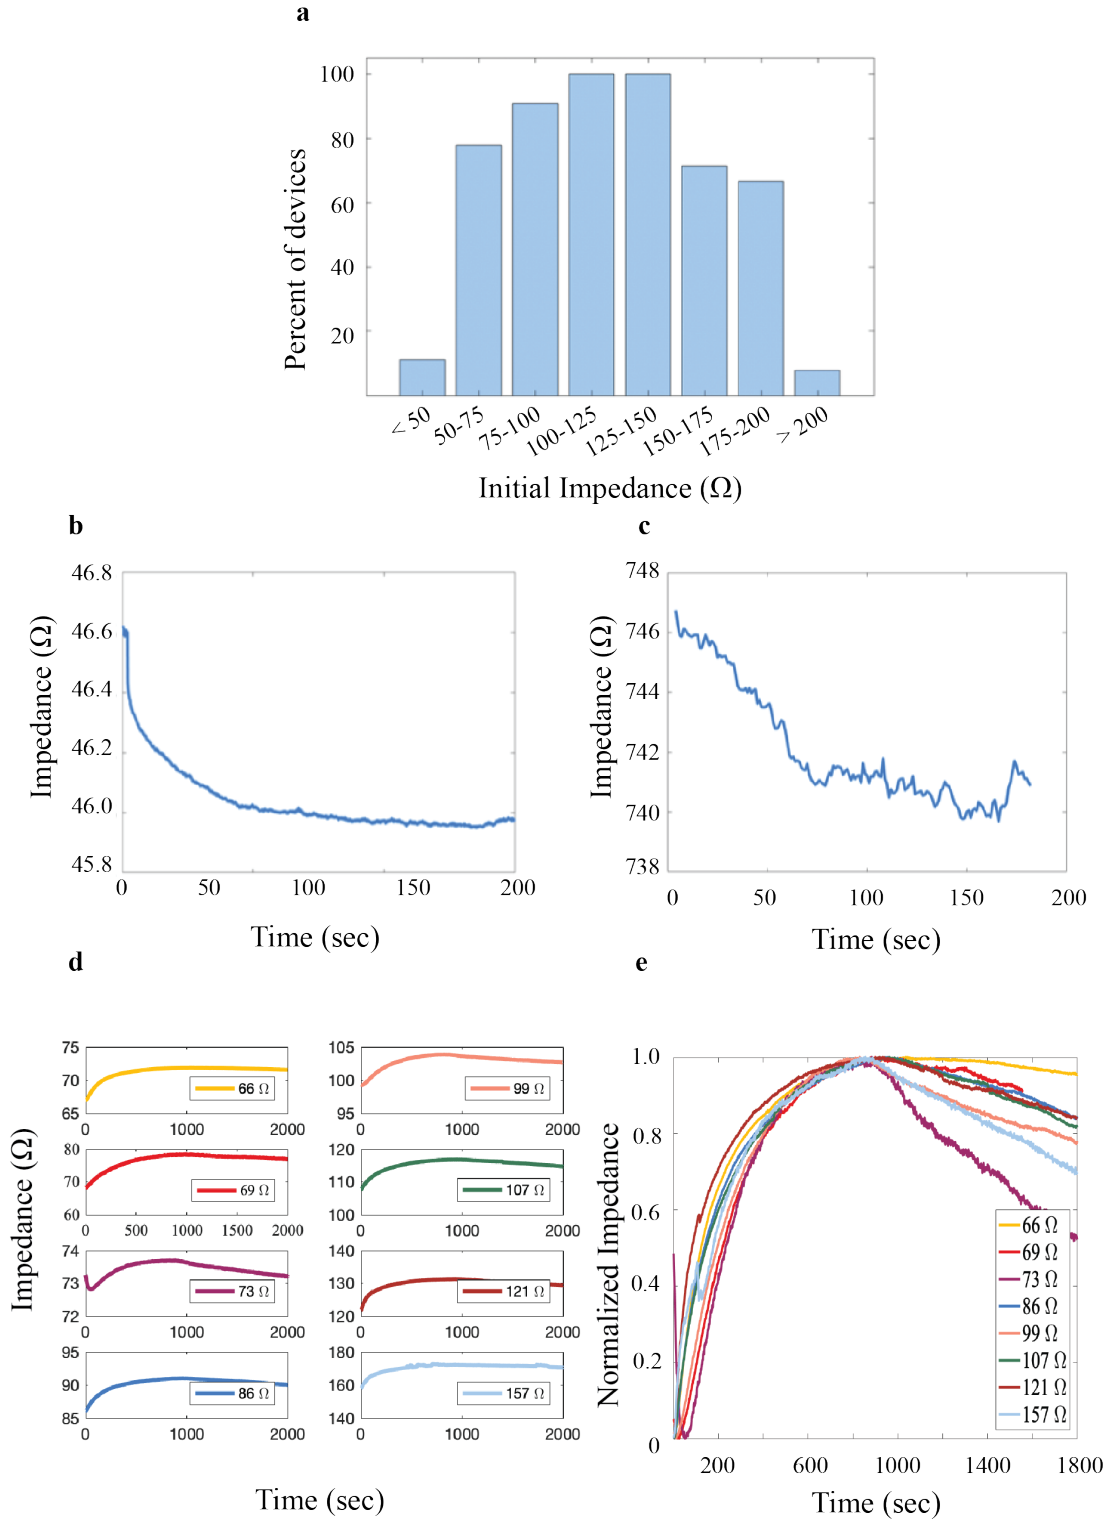 a
Percent of devices
100
80
60
40
20
< 50
50-75
75-100
100-125
125-150
150-175
175-200
> 200
Initial Impedance (Ω)
b
Impedance (Ω)
46.8
46.6
46.4
46.2
46.0
45.8
0 50 100 150 200
Time (sec)
c
Impedance (Ω)
748
746
744
742
740
738
0 50 100 150 200
Time (sec)
d
Impedance (Ω)
75
70
65
66 Ω
0 1000 2000
105
100
95
99 Ω
0 1000 2000
80
70
60
69 Ω
0 500 1000 1500 2000
120
110
100
107 Ω
0 1000 2000
74
73
72
73 Ω
0 1000 2000
140
130
120
121 Ω
0 1000 2000
95
90
85
86 Ω
0 1000 2000
180
160
140
157 Ω
0 1000 2000
Time (sec)
e
Normalized Impedance
1.0
0.8
0.6
0.4
0.2
0
66 Ω
69 Ω
73 Ω
86 Ω
99 Ω
107 Ω
121 Ω
157 Ω
200 600 1000 1400 1800
Time (sec)